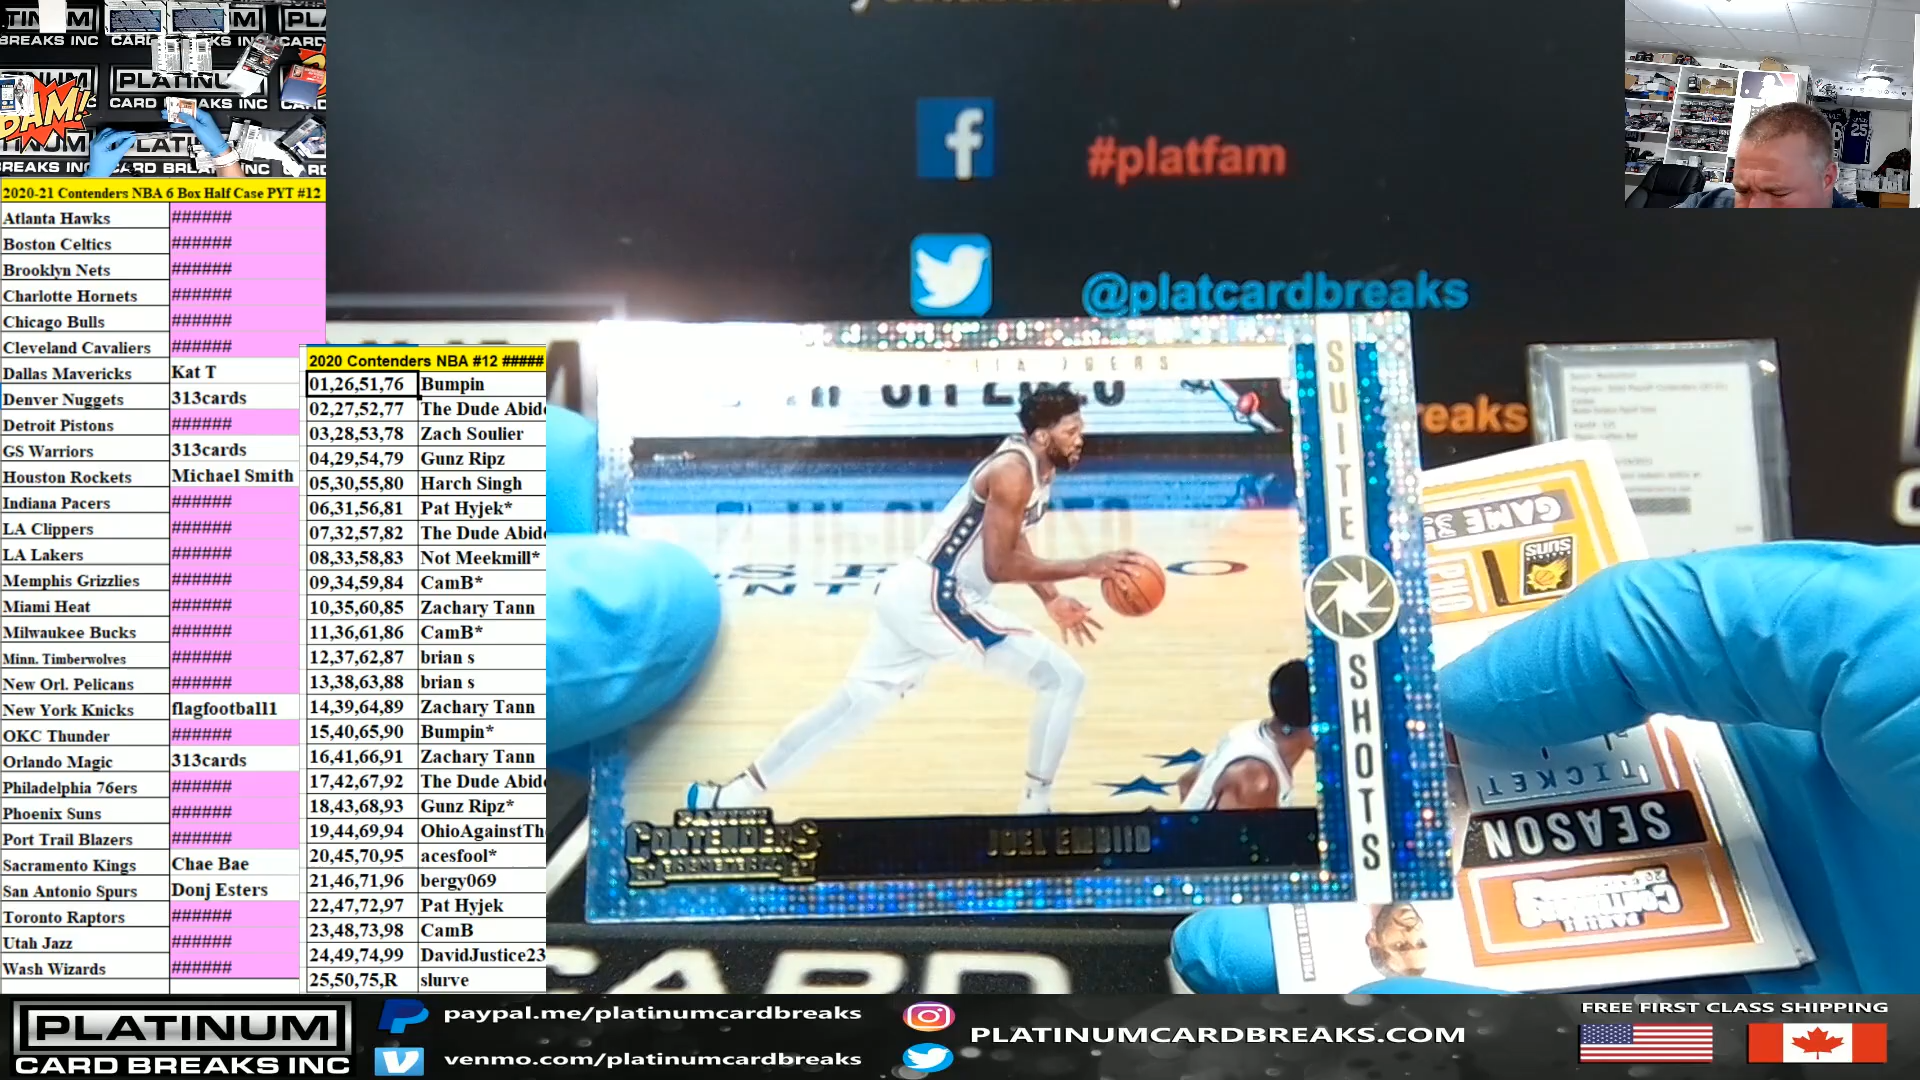 PLATINUM
CARD BREAKS INC
2020-21 Contenders NBA 6 Box Half Case PYT #12
Atlanta Hawks ######
Boston Celtics ######
Brooklyn Nets ######
Charlotte Hornets ######
Chicago Bulls ######
Cleveland Cavaliers ######
Dallas Mavericks Kat T
Denver Nuggets 313cards
Detroit Pistons ######
GS Warriors 313cards
Houston Rockets Michael Smith
Indiana Pacers ######
LA Clippers ######
LA Lakers ######
Memphis Grizzlies ######
Miami Heat ######
Milwaukee Bucks ######
Minn. Timberwolves ######
New Orl. Pelicans ######
New York Knicks flagfootball1
OKC Thunder ######
Orlando Magic 313cards
Philadelphia 76ers ######
Phoenix Suns ######
Port Trail Blazers ######
Sacramento Kings Chae Bae
San Antonio Spurs Donj Esters
Toronto Raptors ######
Utah Jazz ######
Wash Wizards ######
2020 Contenders NBA #12 #####
01,26,51,76 Bumpin
02,27,52,77 The Dude Abide
03,28,53,78 Zach Soulier
04,29,54,79 Gunz Ripz
05,30,55,80 Harch Singh
06,31,56,81 Pat Hyjek*
07,32,57,82 The Dude Abide
08,33,58,83 Not Meekmill*
09,34,59,84 CamB*
10,35,60,85 Zachary Tann
11,36,61,86 CamB*
12,37,62,87 brian s
13,38,63,88 brian s
14,39,64,89 Zachary Tann
15,40,65,90 Bumpin*
16,41,66,91 Zachary Tann
17,42,67,92 The Dude Abide
18,43,68,93 Gunz Ripz*
19,44,69,94 OhioAgainstThe
20,45,70,95 acesfool*
21,46,71,96 bergy069
22,47,72,97 Pat Hyjek
23,48,73,98 CamB
24,49,74,99 DavidJustice23
25,50,75,R slurve
#platfam
@platcardbreaks
reaks
SUITE
SHOTS
CONTENDERS
JOEL EMBIID
GAME
SUNS
TICKET
SEASON
PANINI
CONTENDERS
CARD
25
PLATINUM
CARD BREAKS INC
paypal.me/platinumcardbreaks
venmo.com/platinumcardbreaks
PLATINUMCARDBREAKS.COM
FREE FIRST CLASS SHIPPING